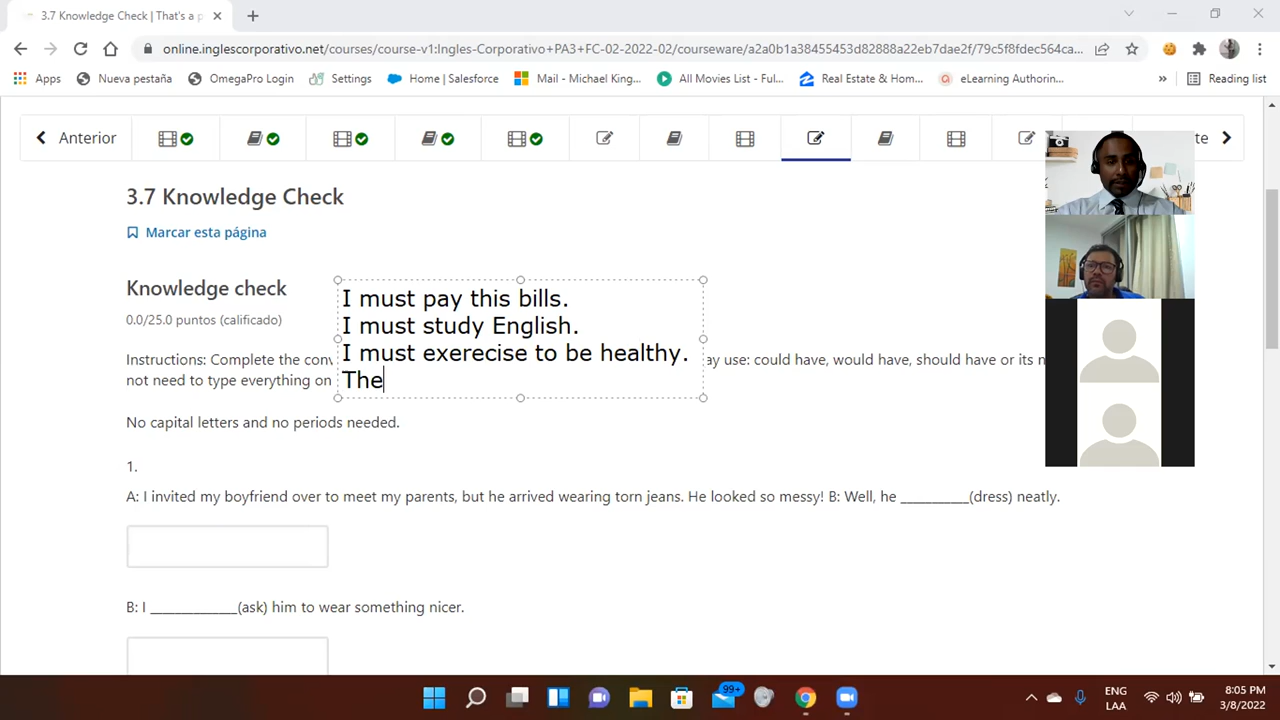 3.7 Knowledge Check | That's a p
online.inglescorporativo.net/courses/course-v1:Ingles-Corporativo+PA3+FC-02-2022-02/courseware/a2a0b1a38455453d82888a22eb7dae2f/79c5f8fdec564ca...
Apps Nueva pestaña OmegaPro Login Settings Home | Salesforce Mail - Michael King... All Movies List - Ful... Real Estate & Hom... eLearning Authorin... » Reading list
Anterior te
3.7 Knowledge Check
Marcar esta página
Knowledge check
0.0/25.0 puntos (calificado)
I must pay this bills.
I must study English.
I must exerecise to be healthy.
The
Instructions: Complete the conv ay use: could have, would have, should have or its n
not need to type everything on
No capital letters and no periods needed.
1.
A: I invited my boyfriend over to meet my parents, but he arrived wearing torn jeans. He looked so messy! B: Well, he __________(dress) neatly.
B: I _____________(ask) him to wear something nicer.
99+
ENG
LAA
8:05 PM
3/8/2022